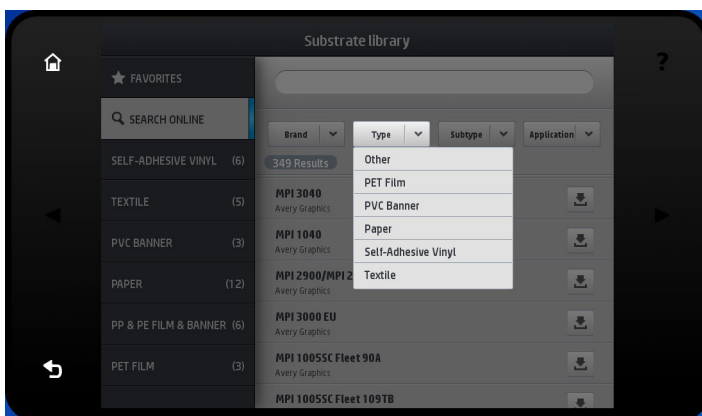 Substrate library
?
FAVORITES
SEARCH ONLINE
SELF-ADHESIVE VINYL (6)
TEXTILE (5)
PVC BANNER (3)
PAPER (12)
PP & PE FILM & BANNER (6)
PET FILM (3)
Brand
Type
Subtype
Application
349 Results
Other
PET Film
PVC Banner
Paper
Self-Adhesive Vinyl
Textile
MPI 3040
Avery Graphics
MPI 1040
Avery Graphics
MPI 2900/MPI 2
Avery Graphics
MPI 3000 EU
Avery Graphics
MPI 1005SC Fleet 90A
Avery Graphics
MPI 1005SC Fleet 109TB